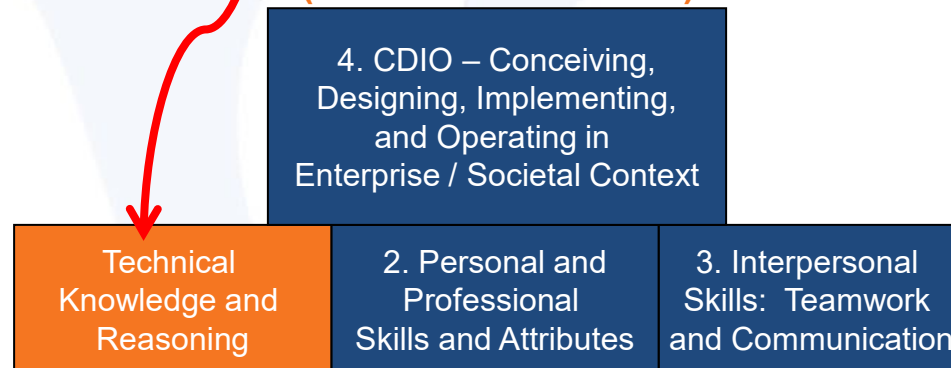 4. CDIO – Conceiving,
Designing, Implementing,
and Operating in
Enterprise / Societal Context
Technical
Knowledge and
Reasoning
2. Personal and
Professional
Skills and Attributes
3. Interpersonal
Skills: Teamwork
and Communication